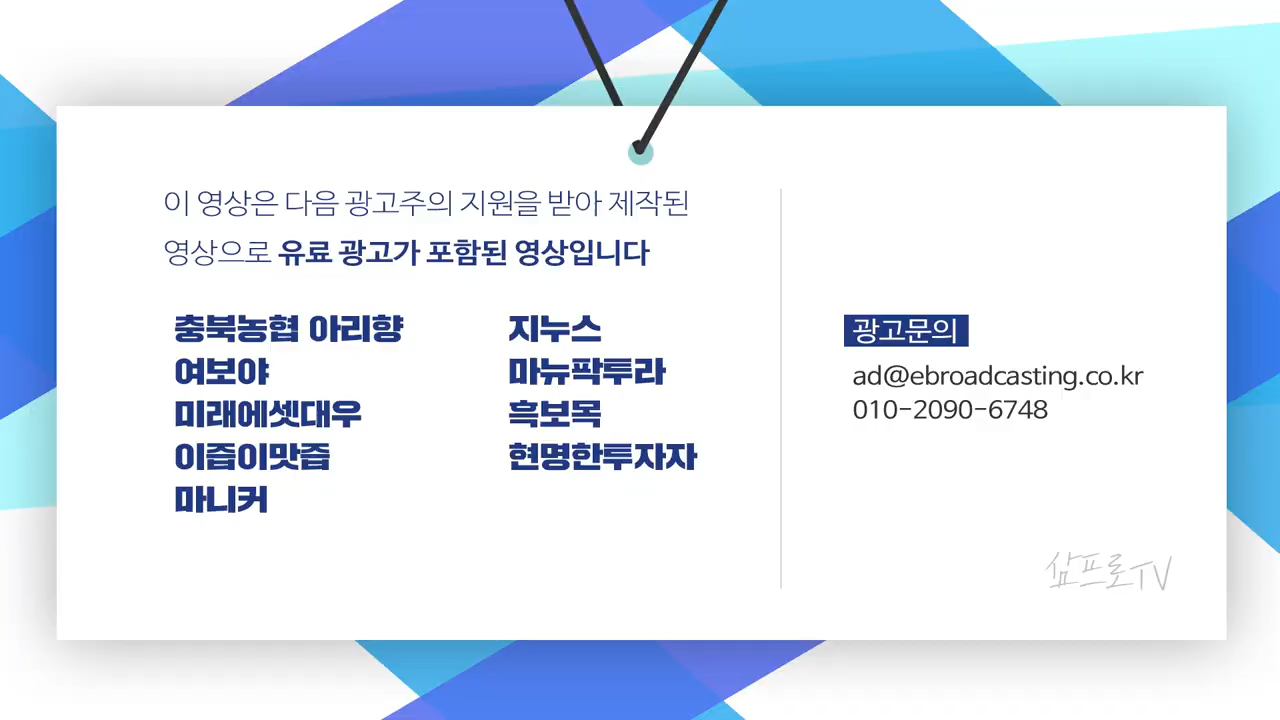 이 영상은 다음 광고주의 지원을 받아 제작된
영상으로 유료 광고가 포함된 영상입니다
충북농협 아리향
여보야
미래에셋대우
이즙이맛즙
마니커
지누스
마뉴팍투라
흑보목
현명한투자자
광고문의
ad@ebroadcasting.co.kr
010-2090-6748
삼프로TV